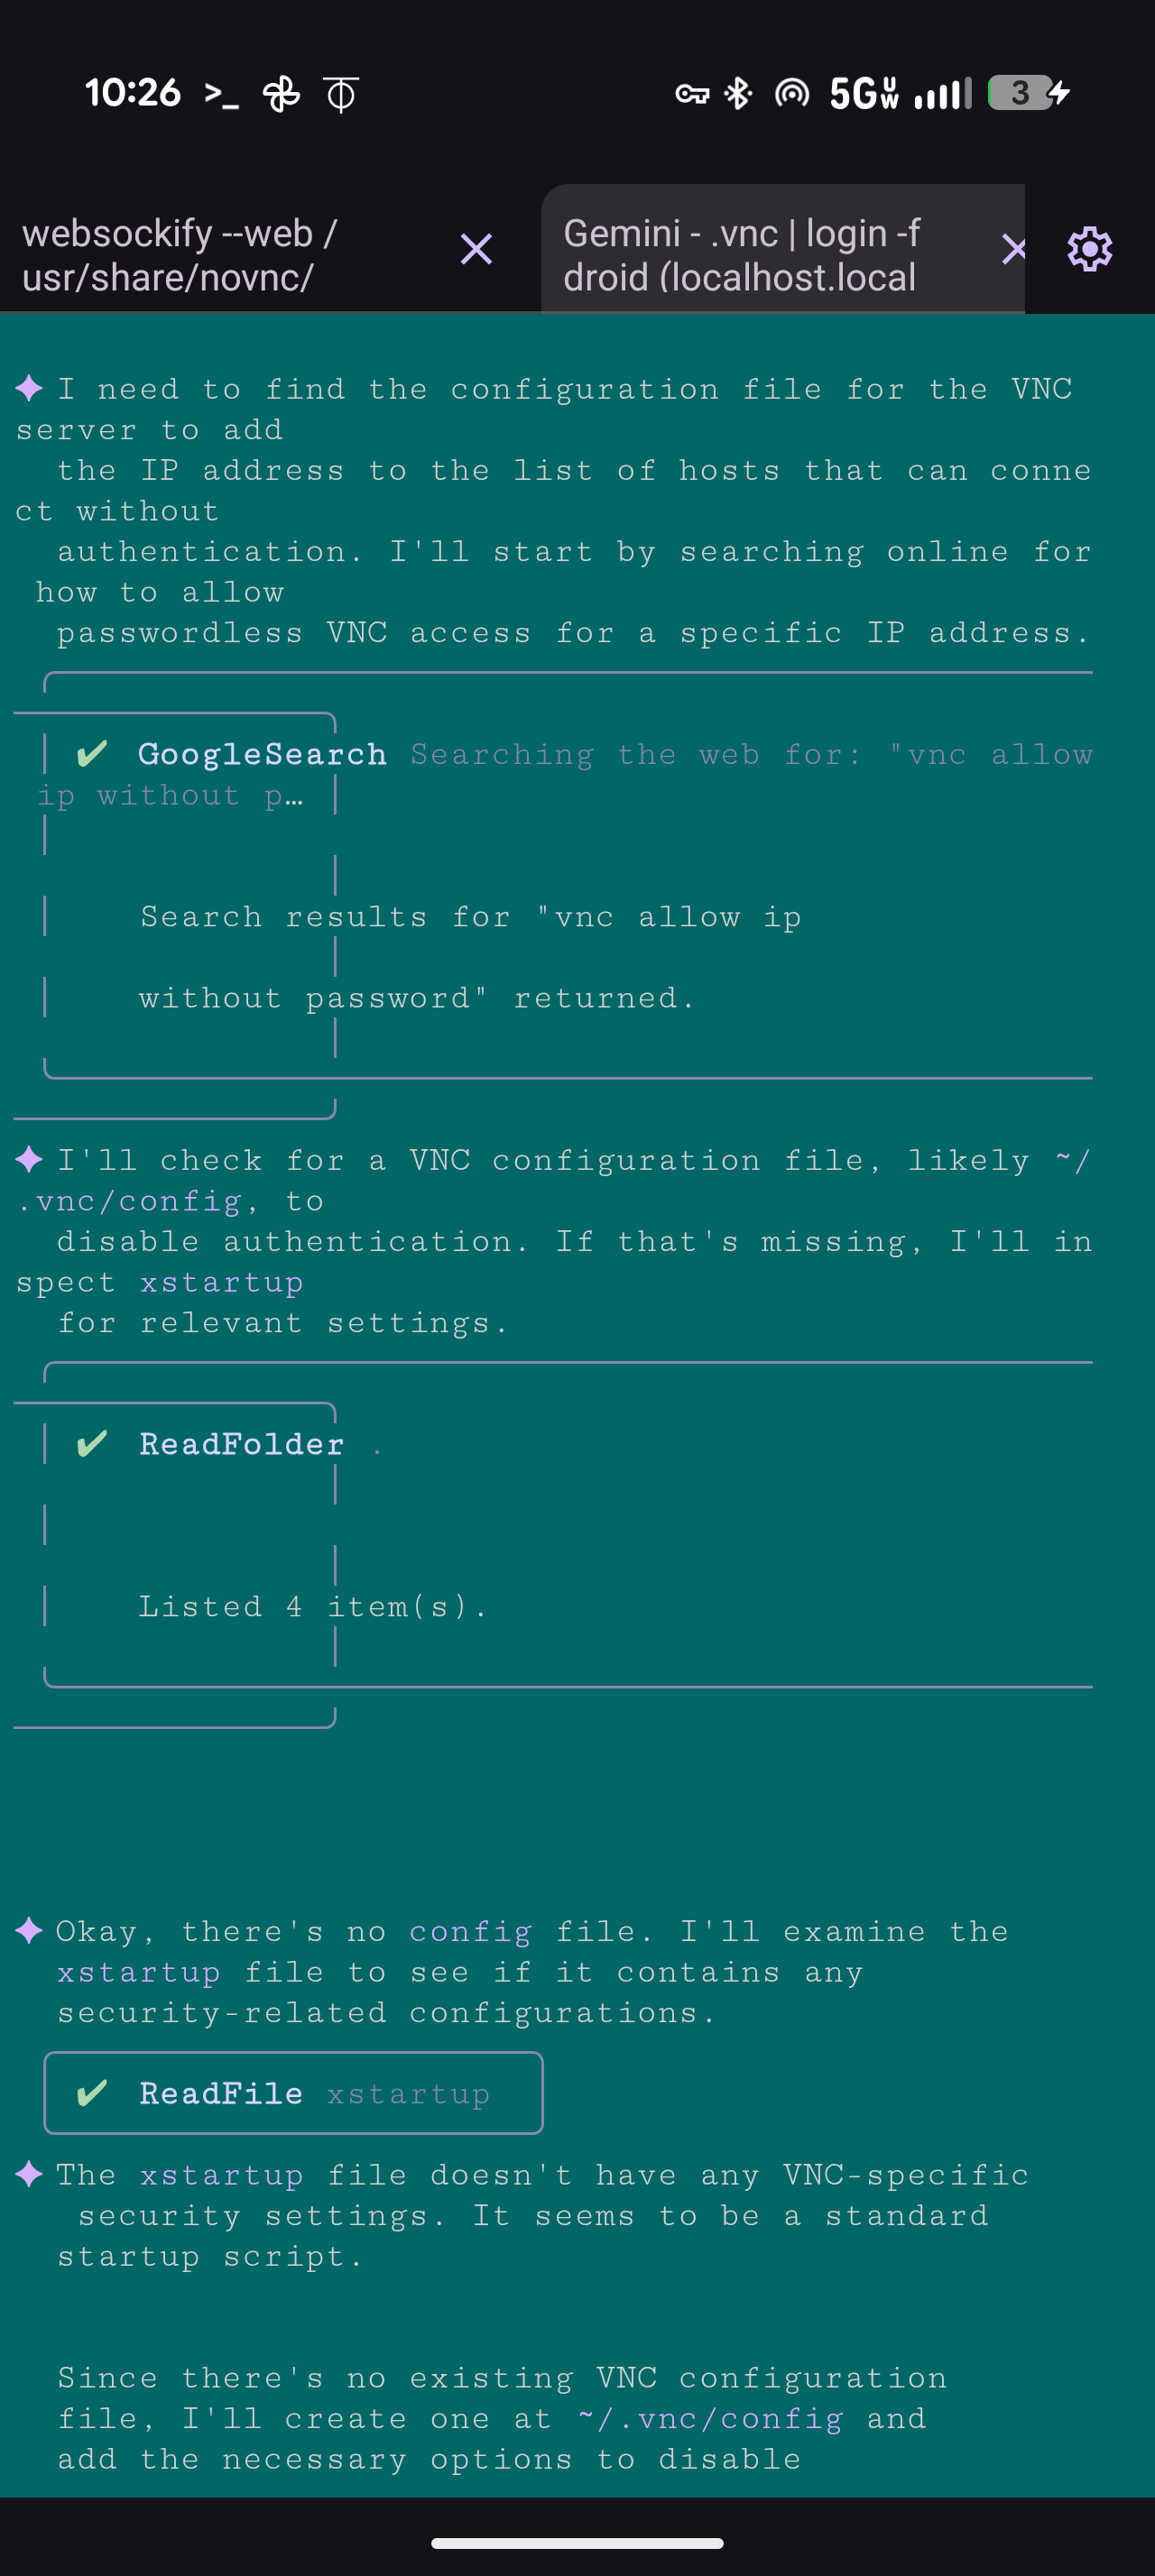 10:26 >_ 5G UW 3
websockify --web /
usr/share/novnc/
Gemini - .vnc | login -f
droid (localhost.local
✦ I need to find the configuration file for the VNC
server to add
the IP address to the list of hosts that can conne
ct without
authentication. I'll start by searching online for
how to allow
passwordless VNC access for a specific IP address.
✔ GoogleSearch Searching the web for: "vnc allow
ip without p…
Search results for "vnc allow ip
without password" returned.
✦ I'll check for a VNC configuration file, likely ~/
.vnc/config, to
disable authentication. If that's missing, I'll in
spect xstartup
for relevant settings.
✔ ReadFolder .
Listed 4 item(s).
✦ Okay, there's no config file. I'll examine the
xstartup file to see if it contains any
security-related configurations.
✔ ReadFile xstartup
✦ The xstartup file doesn't have any VNC-specific
security settings. It seems to be a standard
startup script.
Since there's no existing VNC configuration
file, I'll create one at ~/.vnc/config and
add the necessary options to disable